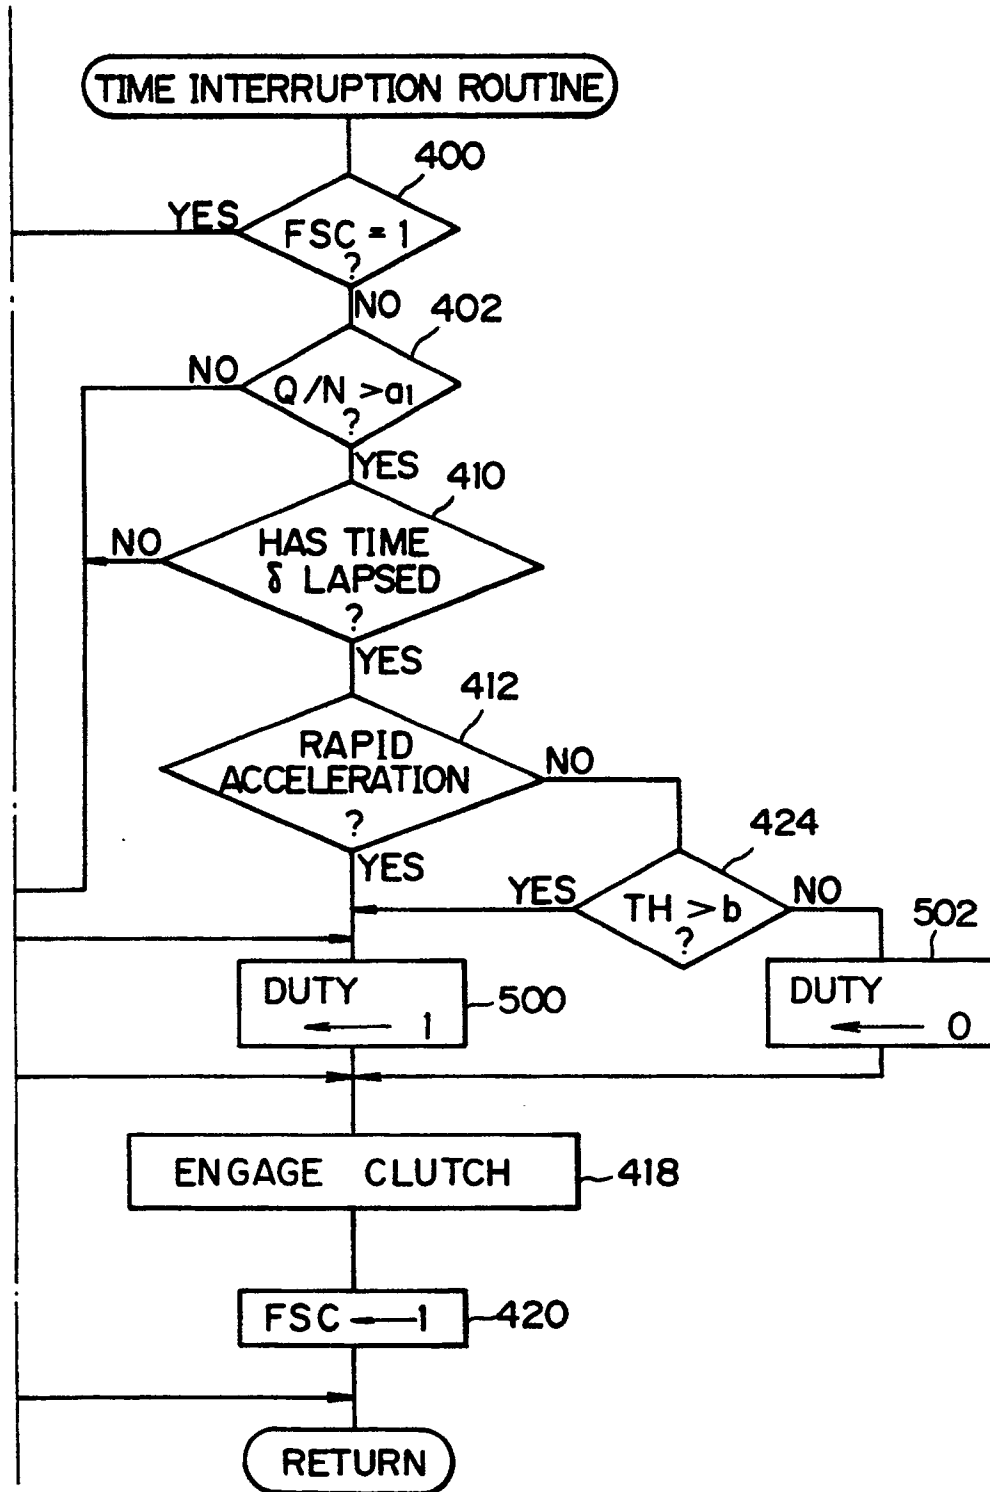 TIME INTERRUPTION ROUTINE
400
YES
FSC = 1
?
NO
402
NO
Q/N >a1
?
YES
410
NO
HAS TIME
δ LAPSED
?
YES
412
RAPID
ACCELERATION
?
NO
YES
424
YES
TH > b
?
NO
502
DUTY
← 1
500
DUTY
← 0
ENGAGE CLUTCH
418
FSC ← 1
420
RETURN